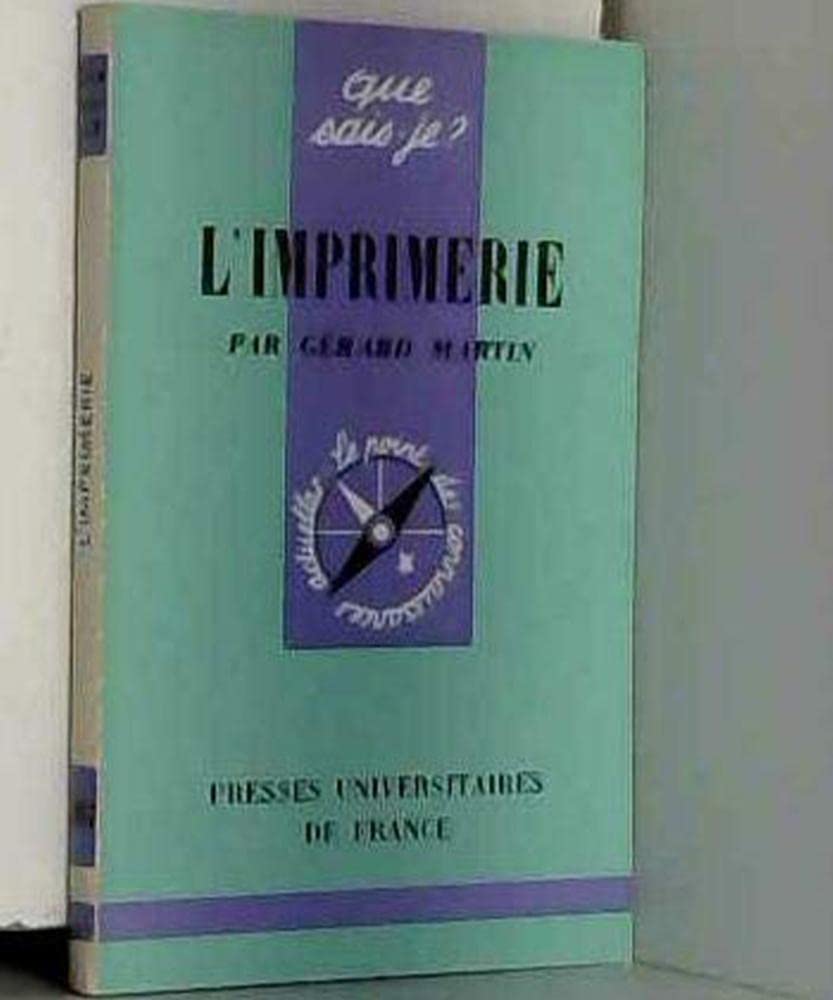 que
sais-je?
L'IMPRIMERIE
PAR GÉRARD MARTIN
le point des connaissances actuelles
PRESSES UNIVERSITAIRES
DE FRANCE
L'IMPRIMERIE